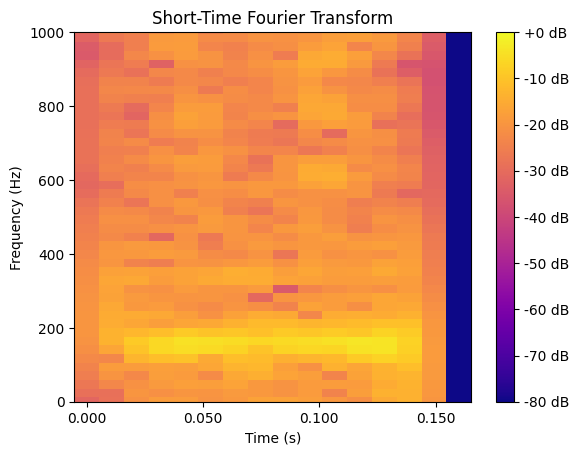 Short-Time Fourier Transform
1000
800
600
400
200
0
Frequency (Hz)
0.000
0.050
0.100
0.150
Time (s)
+0 dB
-10 dB
-20 dB
-30 dB
-40 dB
-50 dB
-60 dB
-70 dB
-80 dB